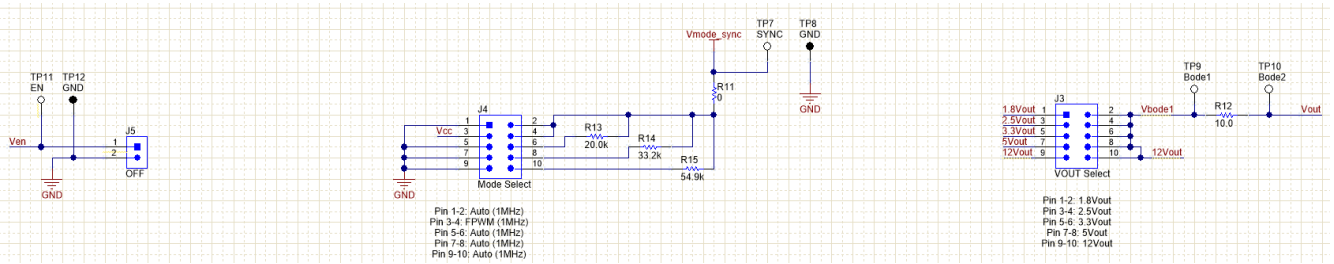 TP11
EN
TP12
GND
Ven
J5
1
2
OFF
GND
Vmode_sync
TP7
SYNC
TP8
GND
R11
0
GND
J4
1
2
Vcc
3
4
5
6
7
8
9
10
R13
20.0k
R14
33.2k
R15
54.9k
Mode Select
GND
Pin 1-2: Auto (1MHz)
Pin 3-4: FPWM (1MHz)
Pin 5-6: Auto (1MHz)
Pin 7-8: Auto (1MHz)
Pin 9-10: Auto (1MHz)
TP9
Bode1
TP10
Bode2
J3
1.8Vout
1
2
2.5Vout
3
4
3.3Vout
5
6
5Vout
7
8
12Vout
9
10
Vbode1
R12
10.0
Vout
12Vout
VOUT Select
Pin 1-2: 1.8Vout
Pin 3-4: 2.5Vout
Pin 5-6: 3.3Vout
Pin 7-8: 5Vout
Pin 9-10: 12Vout